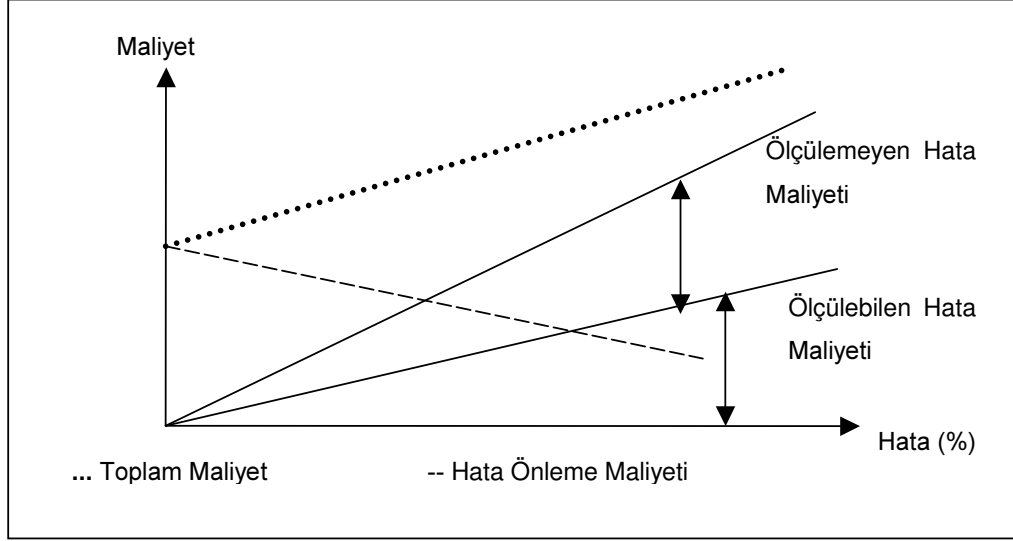 Maliyet
Ölçülemeyen Hata
Maliyeti
Ölçülebilen Hata
Maliyeti
Hata (%)
... Toplam Maliyet
-- Hata Önleme Maliyeti